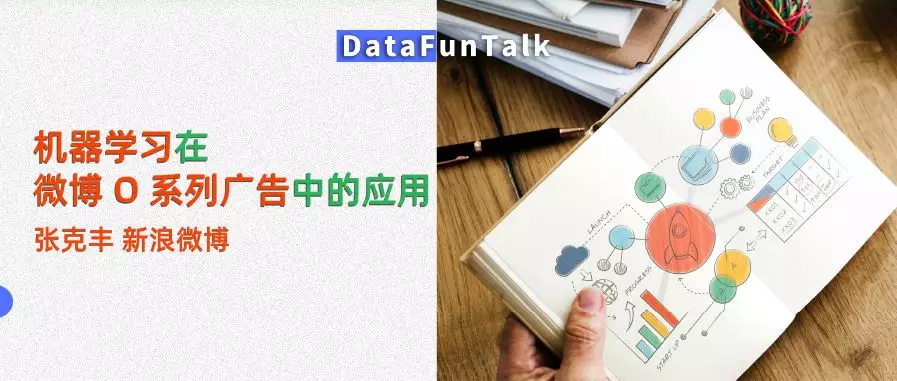 DataFunTalk
机器学习在
微博 O 系列广告中的应用
张克丰 新浪微博
BUSINESS
PLAN
TARGET
LAUNCH
PROGRESS
START UP